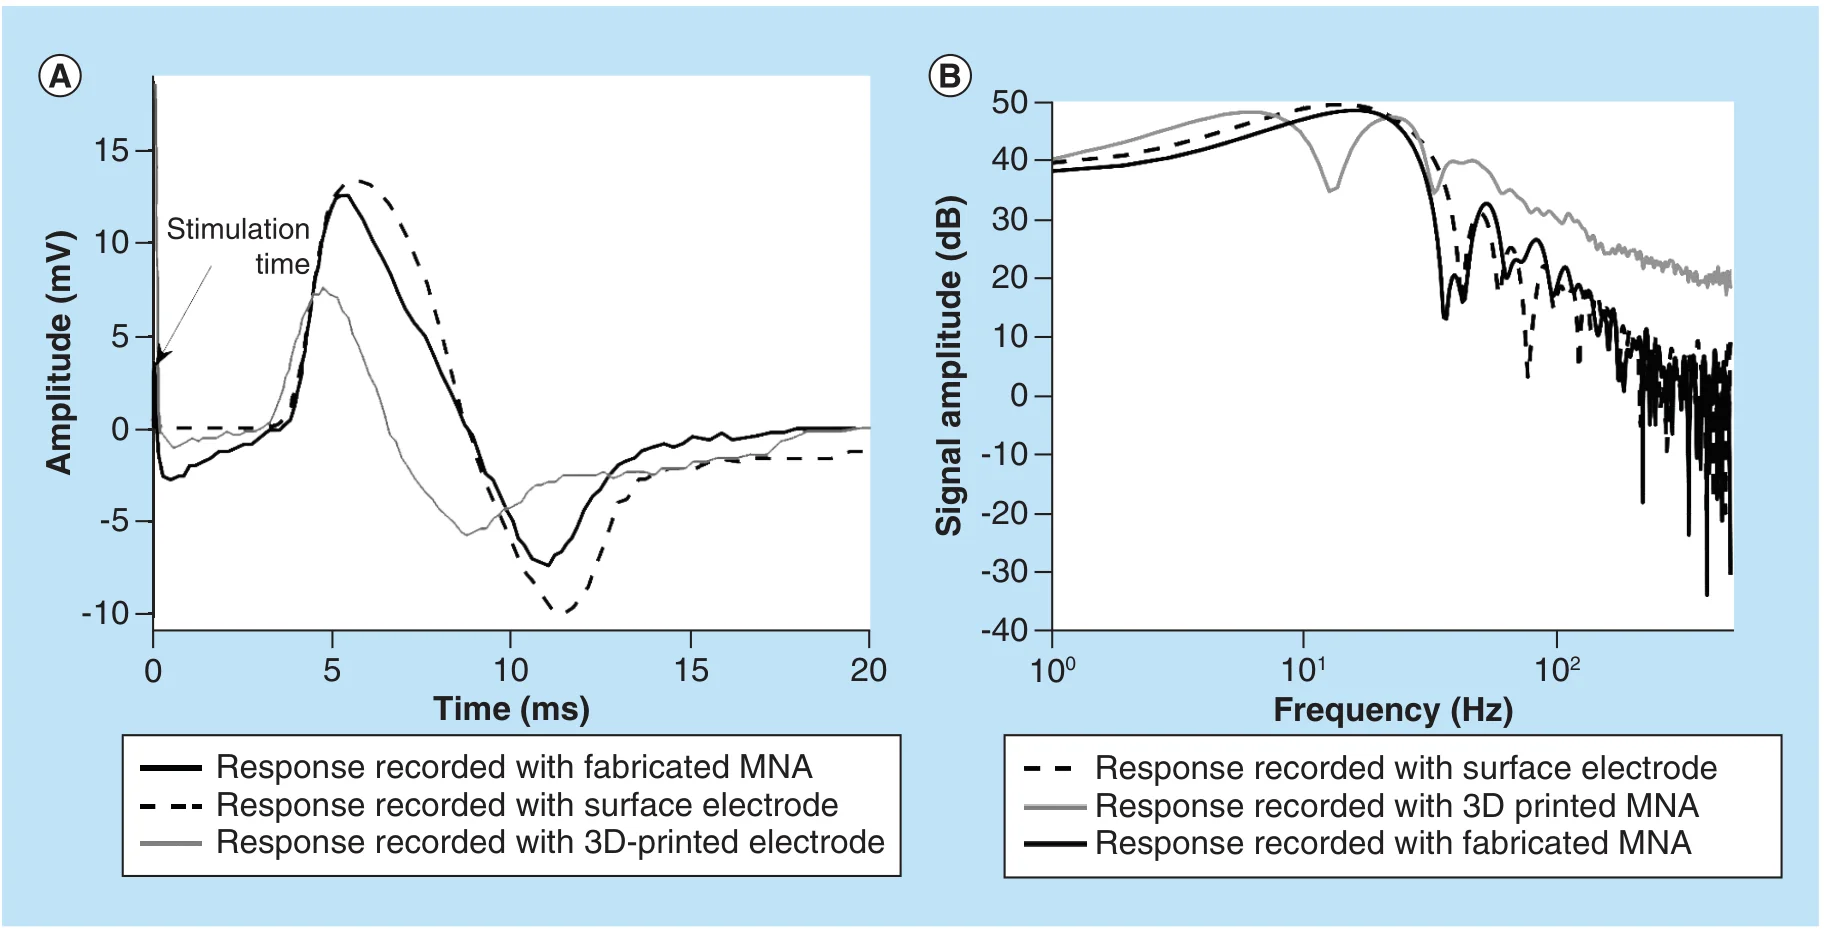 A
15
10
5
0
-5
-10
Amplitude (mV)
Stimulation
time
0 5 10 15 20
Time (ms)
Response recorded with fabricated MNA
Response recorded with surface electrode
Response recorded with 3D-printed electrode
B
50
40
30
20
10
0
-10
-20
-30
-40
Signal amplitude (dB)
10⁰ 10¹ 10²
Frequency (Hz)
Response recorded with surface electrode
Response recorded with 3D printed MNA
Response recorded with fabricated MNA